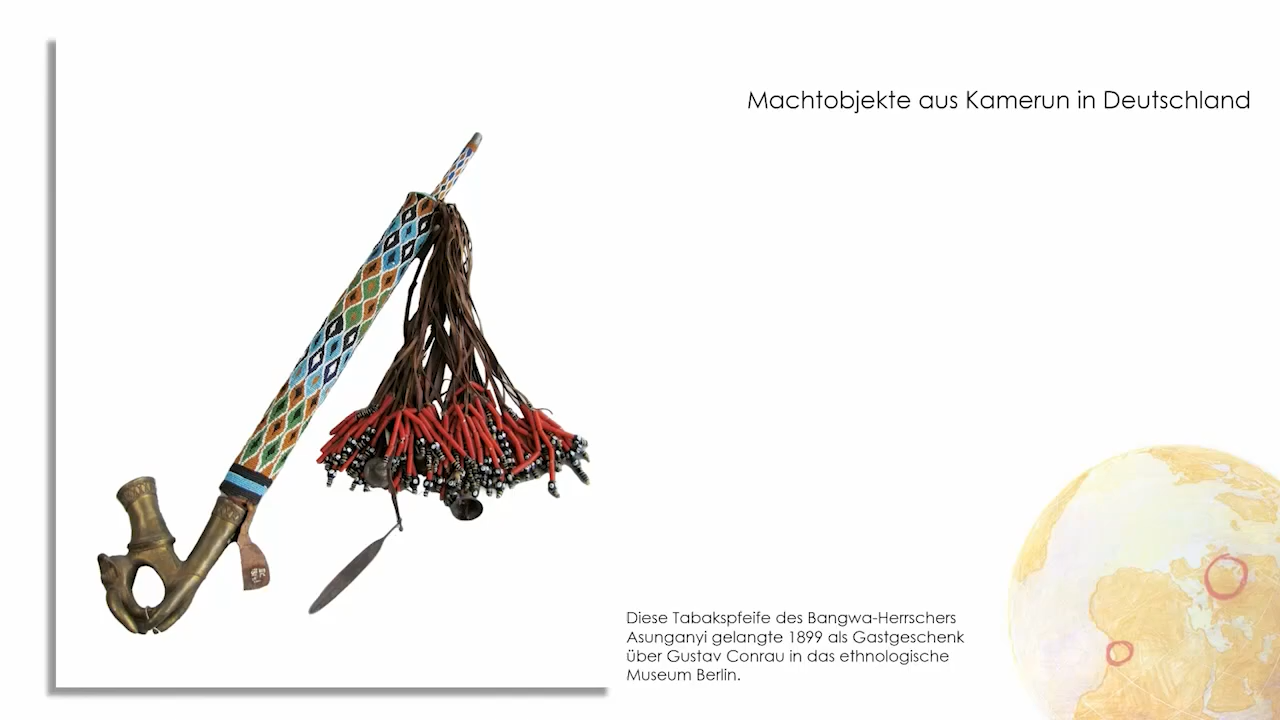 Machtobjekte aus Kamerun in Deutschland
Diese Tabakspfeife des Bangwa-Herrschers
Asunganyi gelangte 1899 als Gastgeschenk
über Gustav Conrau in das ethnologische
Museum Berlin.